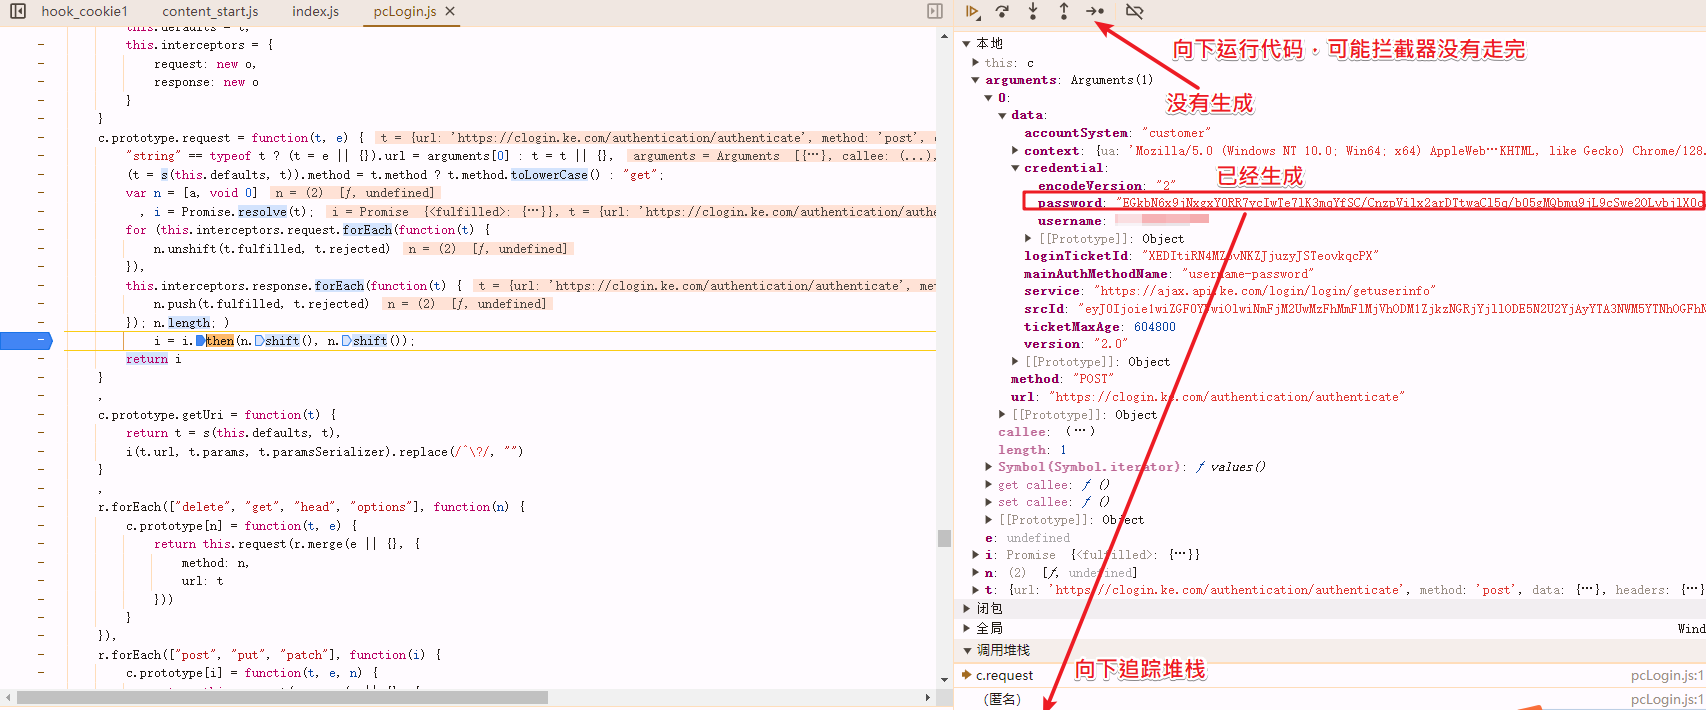 hook_cookie1 content_start.js index.js pcLogin.js ×
this.defaults = t,
this.interceptors = {
request: new o,
response: new o
}
}
c.prototype.request = function(t, e) { t = {url: 'https://clogin.ke.com/authentication/authenticate', method: 'post',
"string" == typeof t ? (t = e || {}).url = arguments[0] : t = t || {}, arguments = Arguments [{…}, callee: (...),
(t = s(this.defaults, t)).method = t.method ? t.method.toLowerCase() : "get";
var n = [a, void 0] n = (2) [ƒ, undefined]
, i = Promise.resolve(t); i = Promise {<fulfilled>: {…}}, t = {url: 'https://clogin.ke.com/authentication/authenticate'
for (this.interceptors.request.forEach(function(t) {
n.unshift(t.fulfilled, t.rejected) n = (2) [ƒ, undefined]
}),
this.interceptors.response.forEach(function(t) { t = {url: 'https://clogin.ke.com/authentication/authenticate', met
n.push(t.fulfilled, t.rejected) n = (2) [ƒ, undefined]
}); n.length; )
i = i.then(n.shift(), n.shift());
return i
}
,
c.prototype.getUri = function(t) {
return t = s(this.defaults, t),
i(t.url, t.params, t.paramsSerializer).replace(/^\?/, "")
}
,
r.forEach(["delete", "get", "head", "options"], function(n) {
c.prototype[n] = function(t, e) {
return this.request(r.merge(e || {}, {
method: n,
url: t
}))
}
}),
r.forEach(["post", "put", "patch"], function(i) {
c.prototype[i] = function(t, e, n) {
向下运行代码，可能拦截器没有走完
没有生成
本地
this: c
arguments: Arguments(1)
0:
data:
accountSystem: "customer"
context: {ua: 'Mozilla/5.0 (Windows NT 10.0; Win64; x64) AppleWeb…KHTML, like Gecko) Chrome/128.
credential:
已经生成
encodeVersion: "2"
password:
username:
[[Prototype]]: Object
loginTicketId:
mainAuthMethodName: "username-password"
service: "https://ajax.api.ke.com/login/login/getuserinfo"
srcId:
ticketMaxAge: 604800
version: "2.0"
[[Prototype]]: Object
method: "POST"
url: "https://clogin.ke.com/authentication/authenticate"
[[Prototype]]: Object
callee: (…)
length: 1
Symbol(Symbol.iterator): ƒ values()
get callee: ƒ ()
set callee: ƒ ()
[[Prototype]]: Object
e: undefined
i: Promise {<fulfilled>: {…}}
n: (2) [ƒ, undefined]
t: {url: 'https://clogin.ke.com/authentication/authenticate', method: 'post', data: {…}, headers: {…}
闭包
全局 Wind
调用堆栈
向下追踪堆栈
c.request pcLogin.js:1
(匿名) pcLogin.js:1